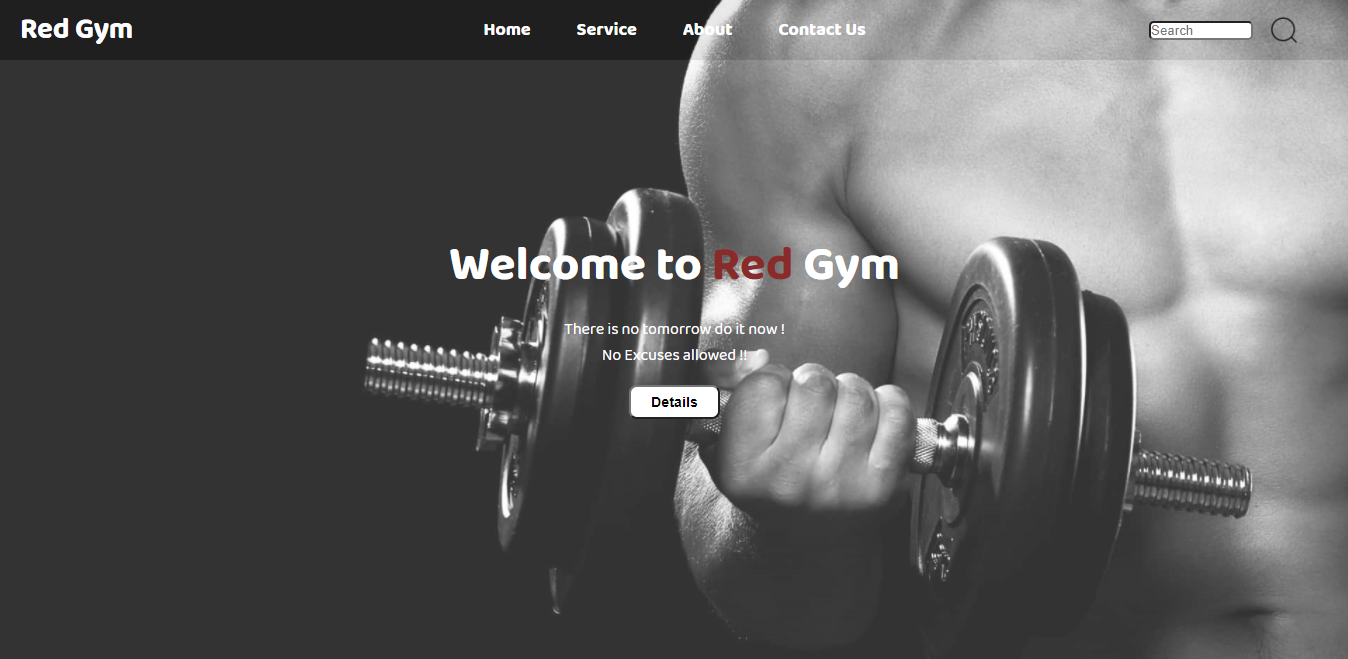 Red Gym
Home Service About Contact Us
Search
Welcome to Red Gym
There is no tomorrow do it now !
No Excuses allowed !!
Details